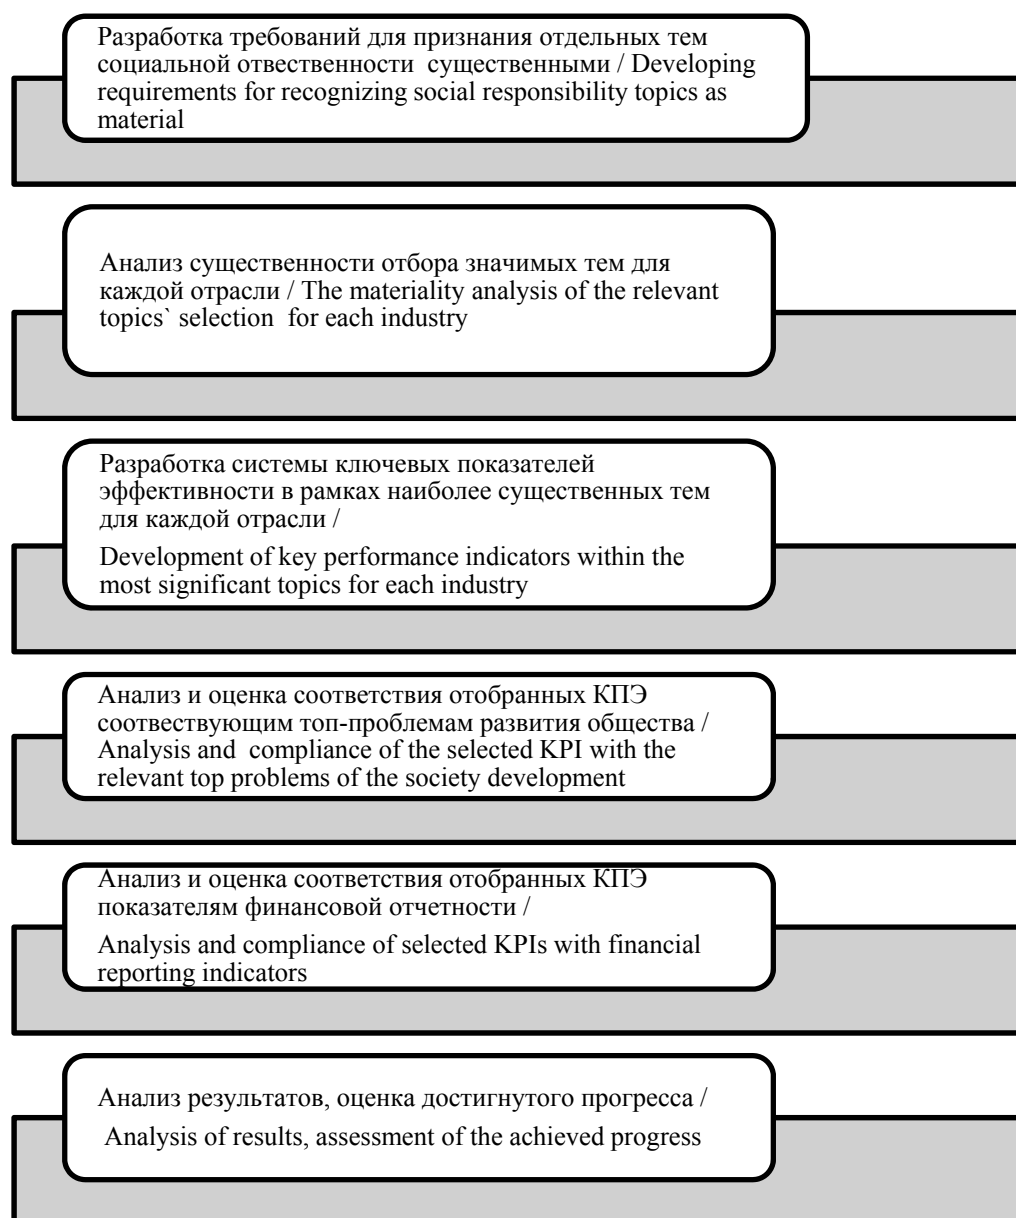 Разработка требований для признания отдельных тем
социальной отвественности  существенными / Developing
requirements for recognizing social responsibility topics as
material
Анализ существенности отбора значимых тем для
каждой отрасли / The materiality analysis of the relevant
topics` selection  for each industry
Разработка системы ключевых показателей
эффективности в рамках наиболее существенных тем
для каждой отрасли /
Development of key performance indicators within the
most significant topics for each industry
Анализ и оценка соответствия отобранных КПЭ
соотвествующим топ-проблемам развития общества /
Analysis and  compliance of the selected KPI with the
relevant top problems of the society development
Анализ и оценка соответствия отобранных КПЭ
показателям финансовой отчетности /
Analysis and compliance of selected KPIs with financial
reporting indicators
Анализ результатов, оценка достигнутого прогресса /
Analysis of results, assessment of the achieved progress